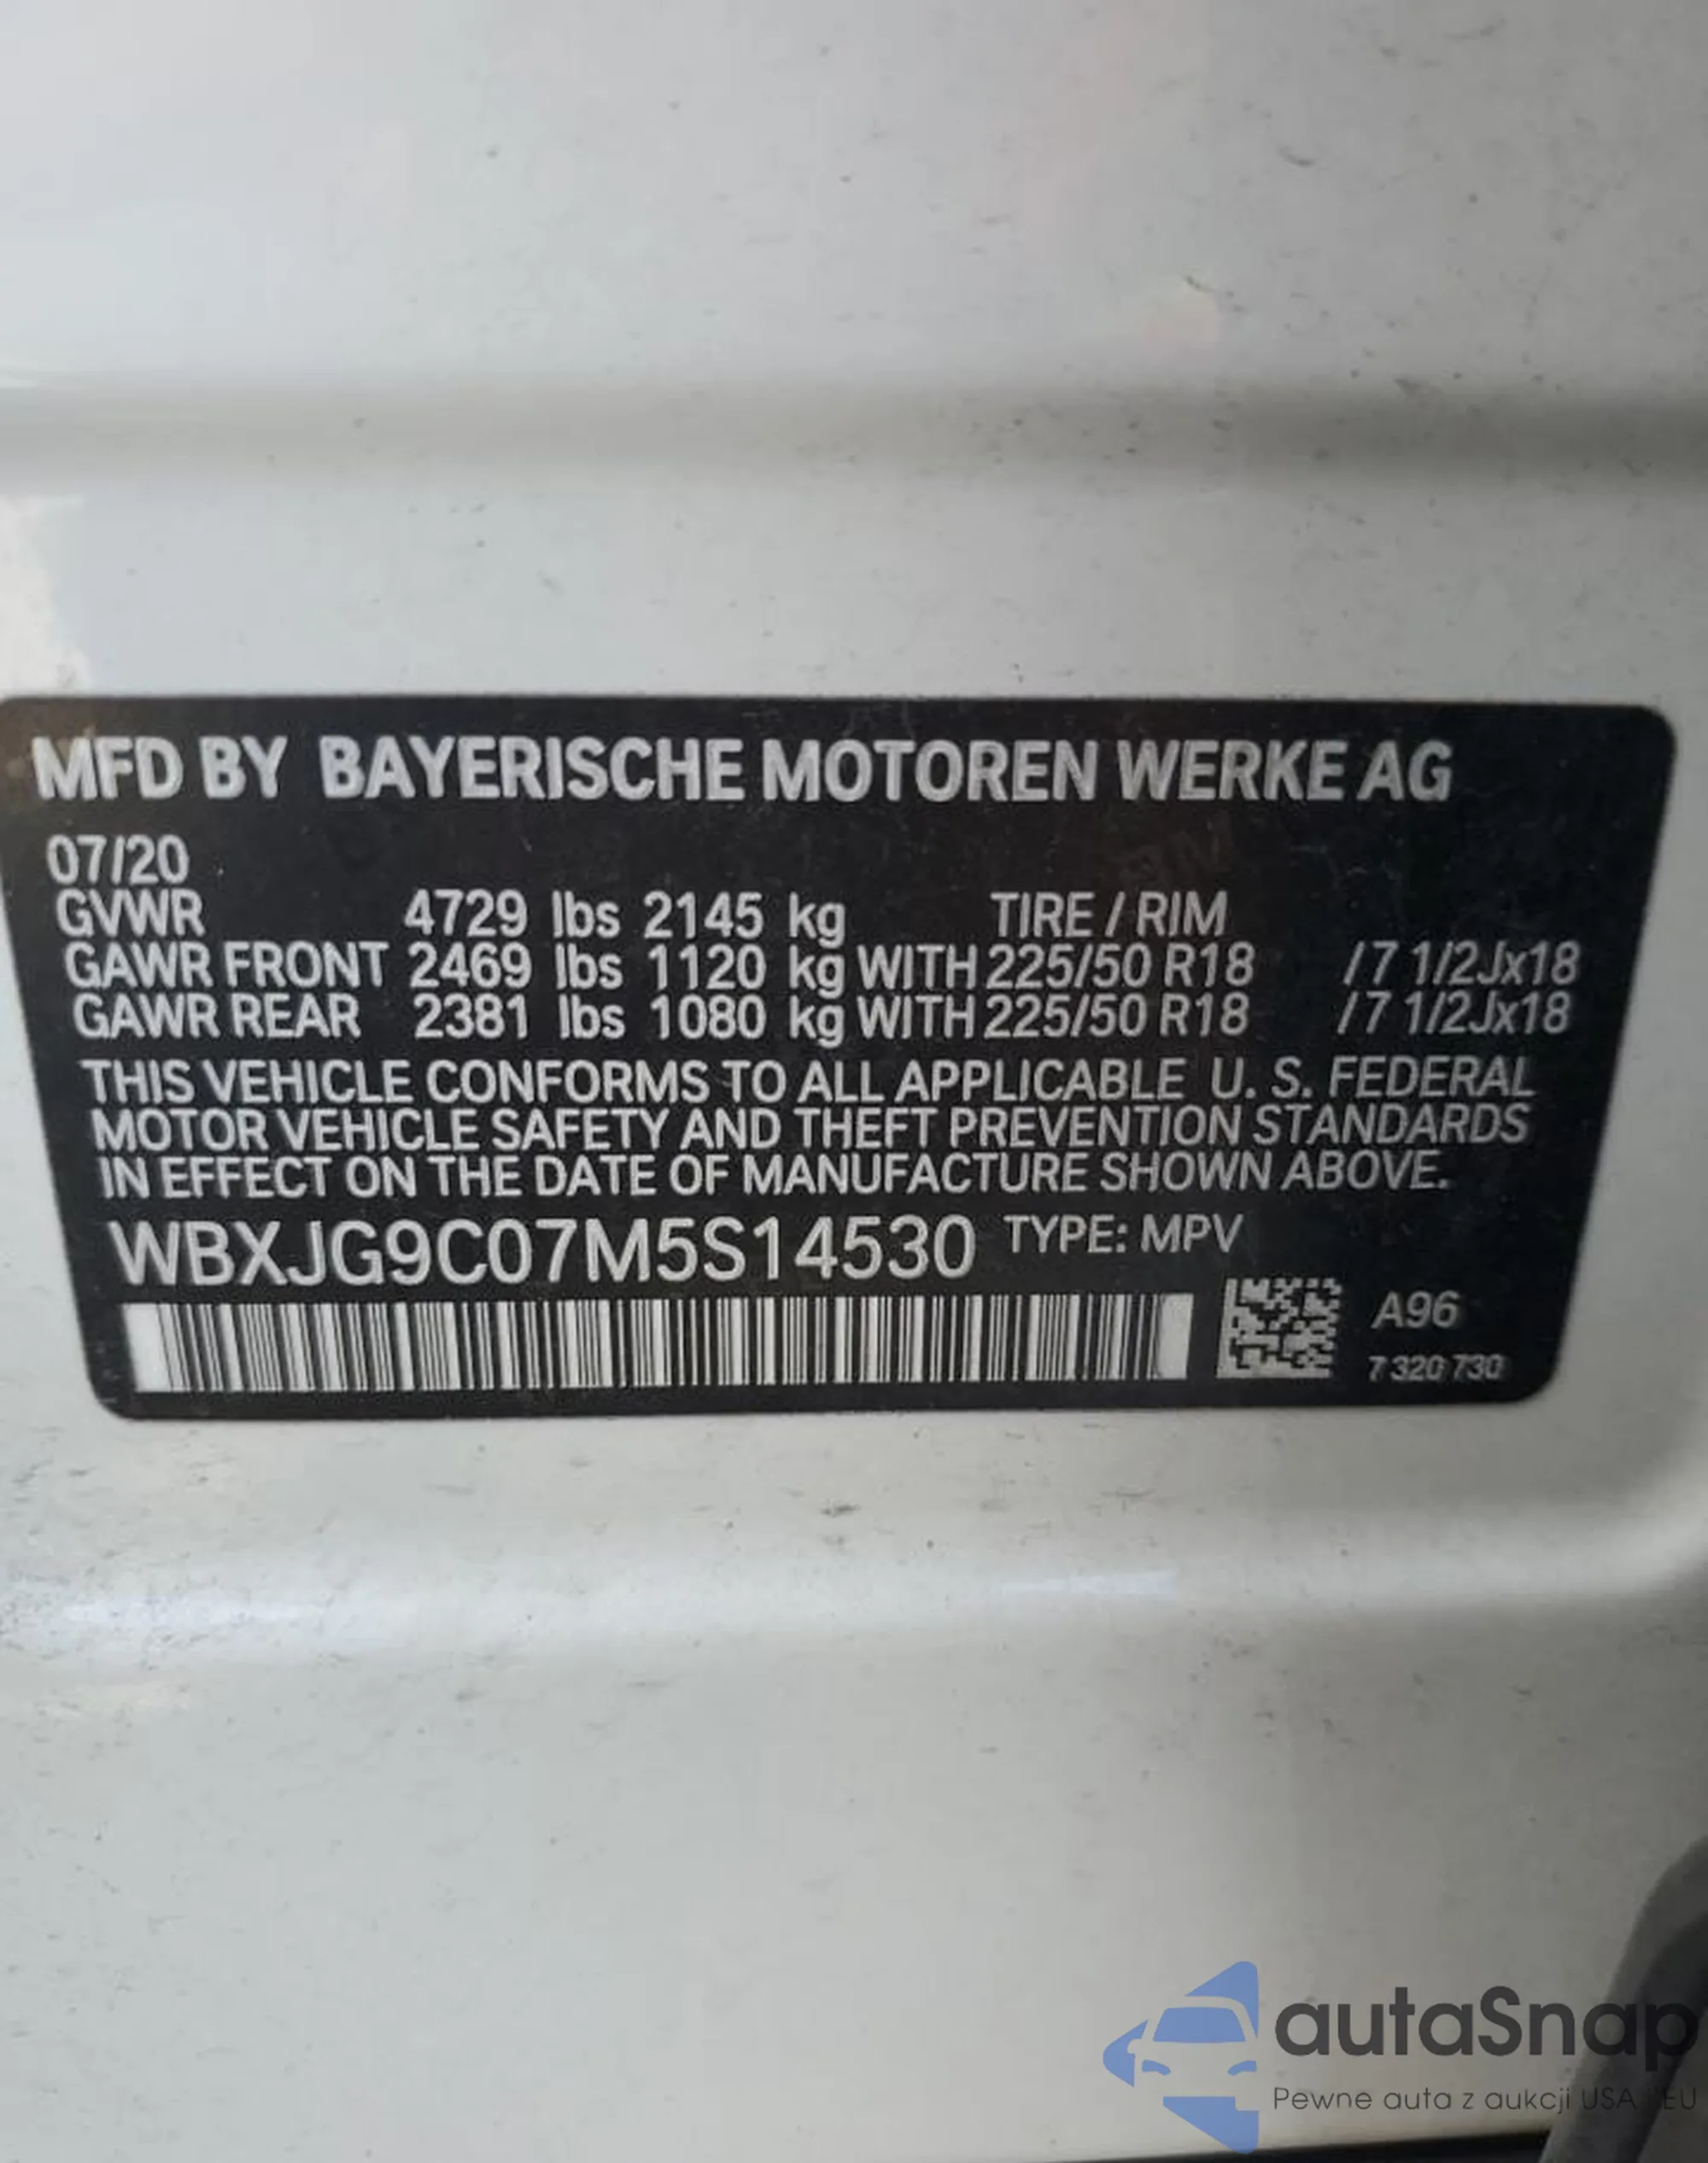 MFD BY BAYERISCHE MOTOREN WERKE AG
07/20
GVWR 4729 lbs 2145 kg TIRE / RIM
GAWR FRONT 2469 lbs 1120 kg WITH 225/50 R18 / 7 1/2Jx18
GAWR REAR 2381 lbs 1080 kg WITH 225/50 R18 / 7 1/2Jx18
THIS VEHICLE CONFORMS TO ALL APPLICABLE U. S. FEDERAL
MOTOR VEHICLE SAFETY AND THEFT PREVENTION STANDARDS
IN EFFECT ON THE DATE OF MANUFACTURE SHOWN ABOVE.
WBXJG9C07M5S14530 TYPE: MPV
A96
7 320 730
autaSnap
Pewne auta z aukcji USA EU